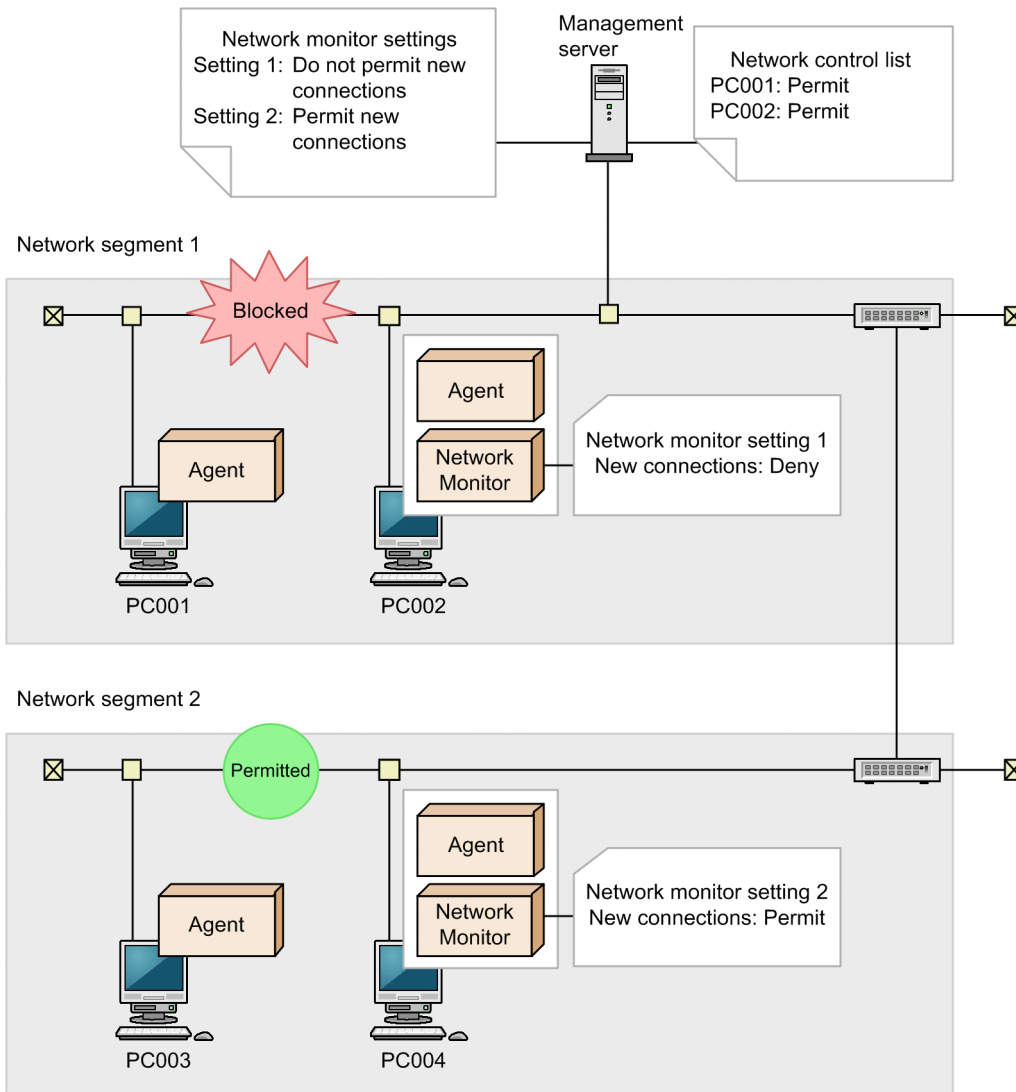 Network monitor settings
Setting 1: Do not permit new
connections
Setting 2: Permit new
connections
Management
server
Network control list
PC001: Permit
PC002: Permit
Network segment 1
Blocked
Agent
Agent
Network
Monitor
Network monitor setting 1
New connections: Deny
PC001
PC002
Network segment 2
Permitted
Agent
Agent
Network
Monitor
Network monitor setting 2
New connections: Permit
PC003
PC004